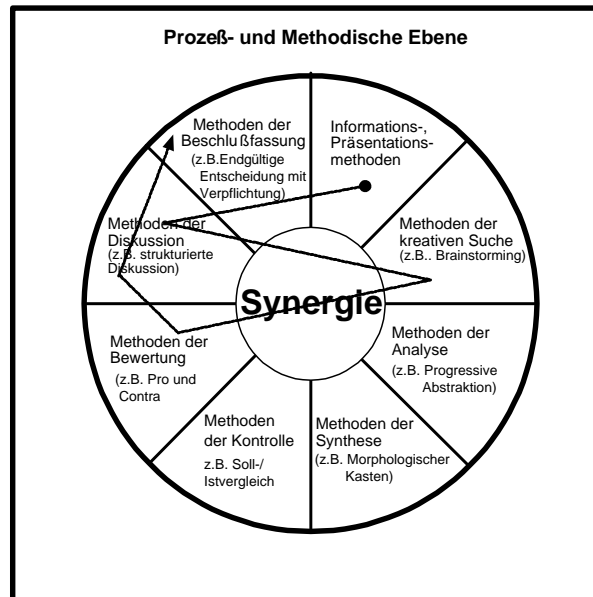 Prozeß- und Methodische Ebene
Methoden der
Beschlußfassung
(z.B.Endgültige
Entscheidung mit
Verpflichtung)
Informations-,
Präsentations-
methoden
Methoden der
Diskussion
(z.B. strukturierte
Diskussion)
Methoden der
kreativen Suche
(z.B.. Brainstorming)
Synergie
Methoden der
Bewertung
(z.B. Pro und
Contra
Methoden der
Analyse
(z.B. Progressive
Abstraktion)
Methoden
der Kontrolle
z.B. Soll-/
Istvergleich
Methoden der
Synthese
(z.B. Morphologischer
Kasten)